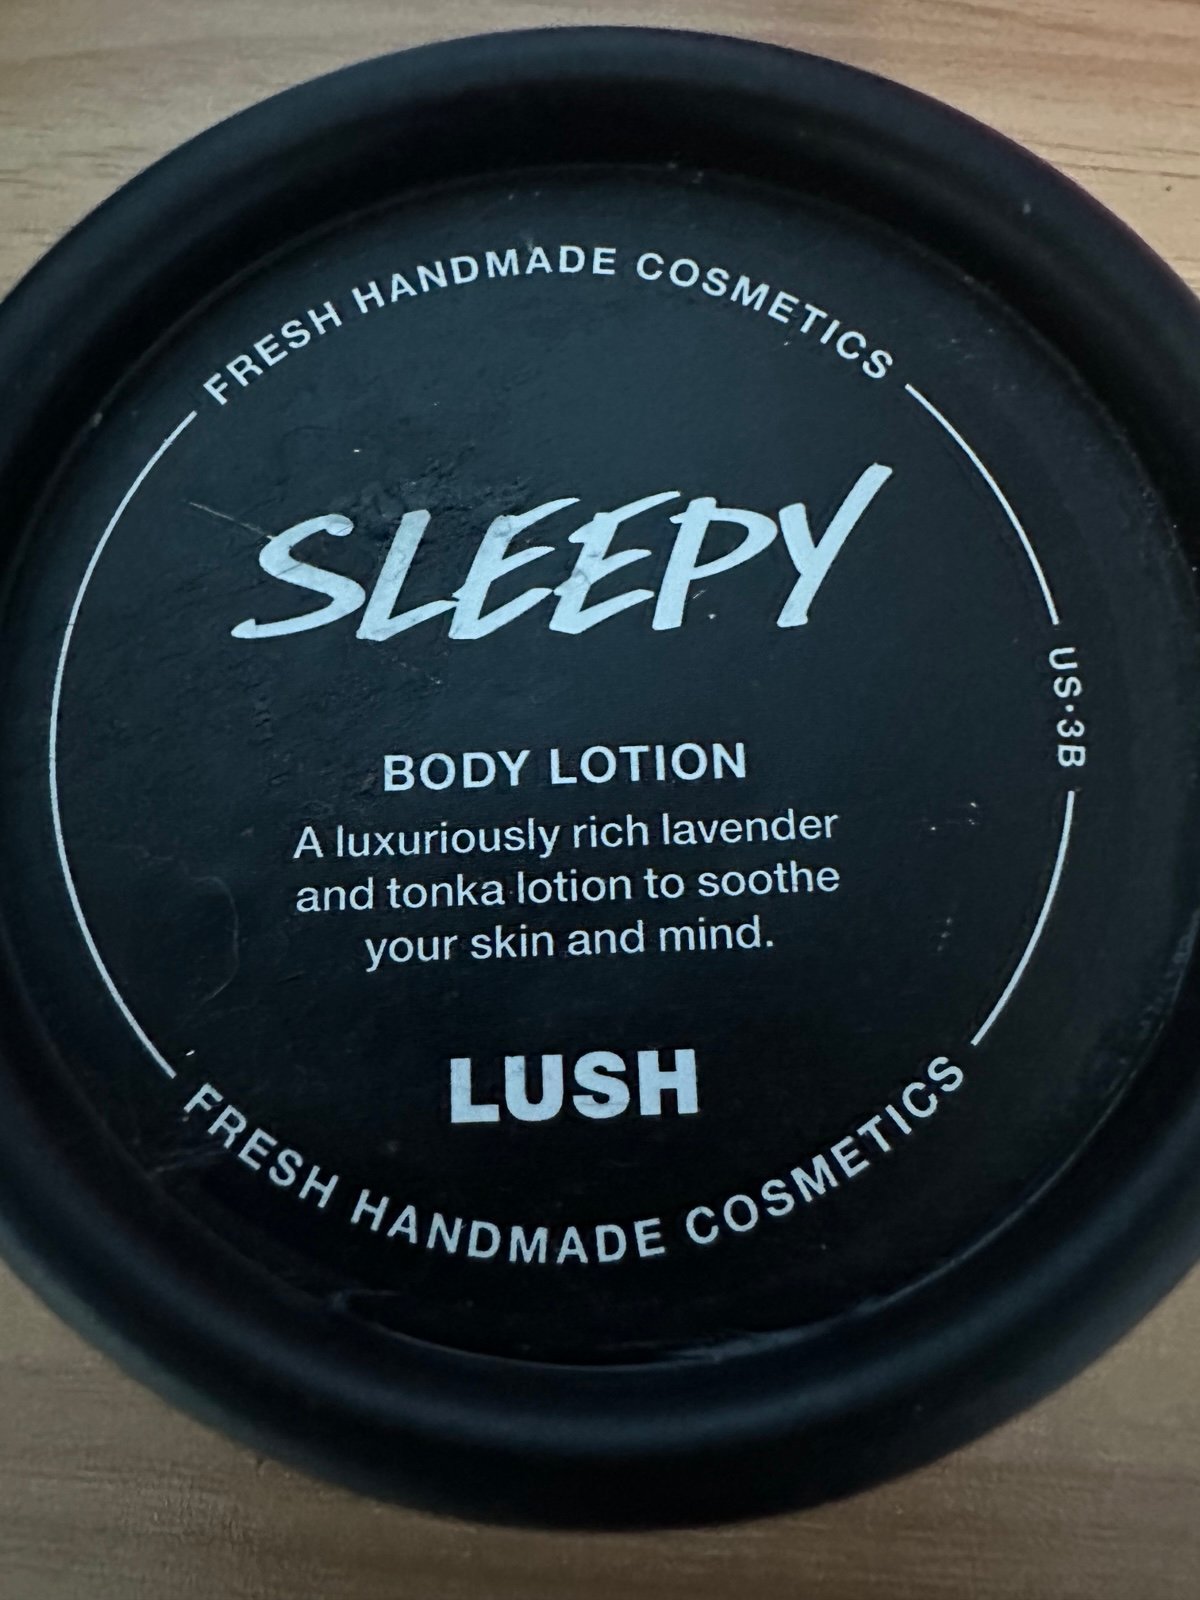 FRESH HANDMADE COSMETICS
SLEEPY
US·3B
BODY LOTION
A luxuriously rich lavender
and tonka lotion to soothe
your skin and mind.
LUSH
FRESH HANDMADE COSMETICS